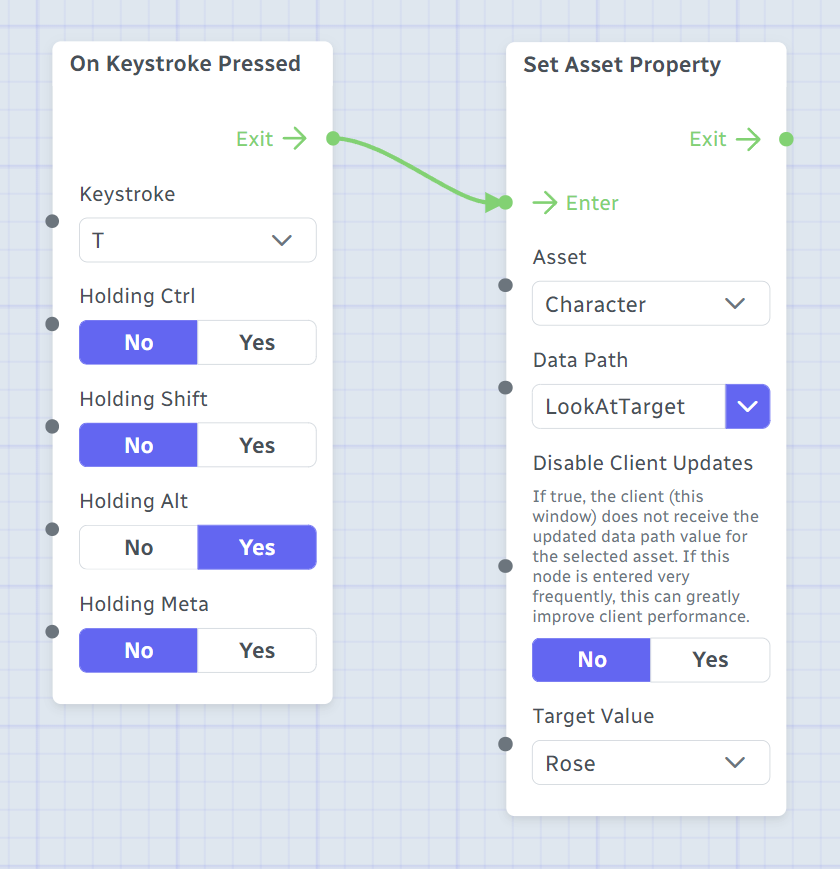 On Keystroke Pressed
Exit
Keystroke
T
Holding Ctrl
No Yes
Holding Shift
No Yes
Holding Alt
No Yes
Holding Meta
No Yes
Set Asset Property
Exit
Enter
Asset
Character
Data Path
LookAtTarget
Disable Client Updates
If true, the client (this
window) does not receive the
updated data path value for
the selected asset. If this
node is entered very
frequently, this can greatly
improve client performance.
No Yes
Target Value
Rose